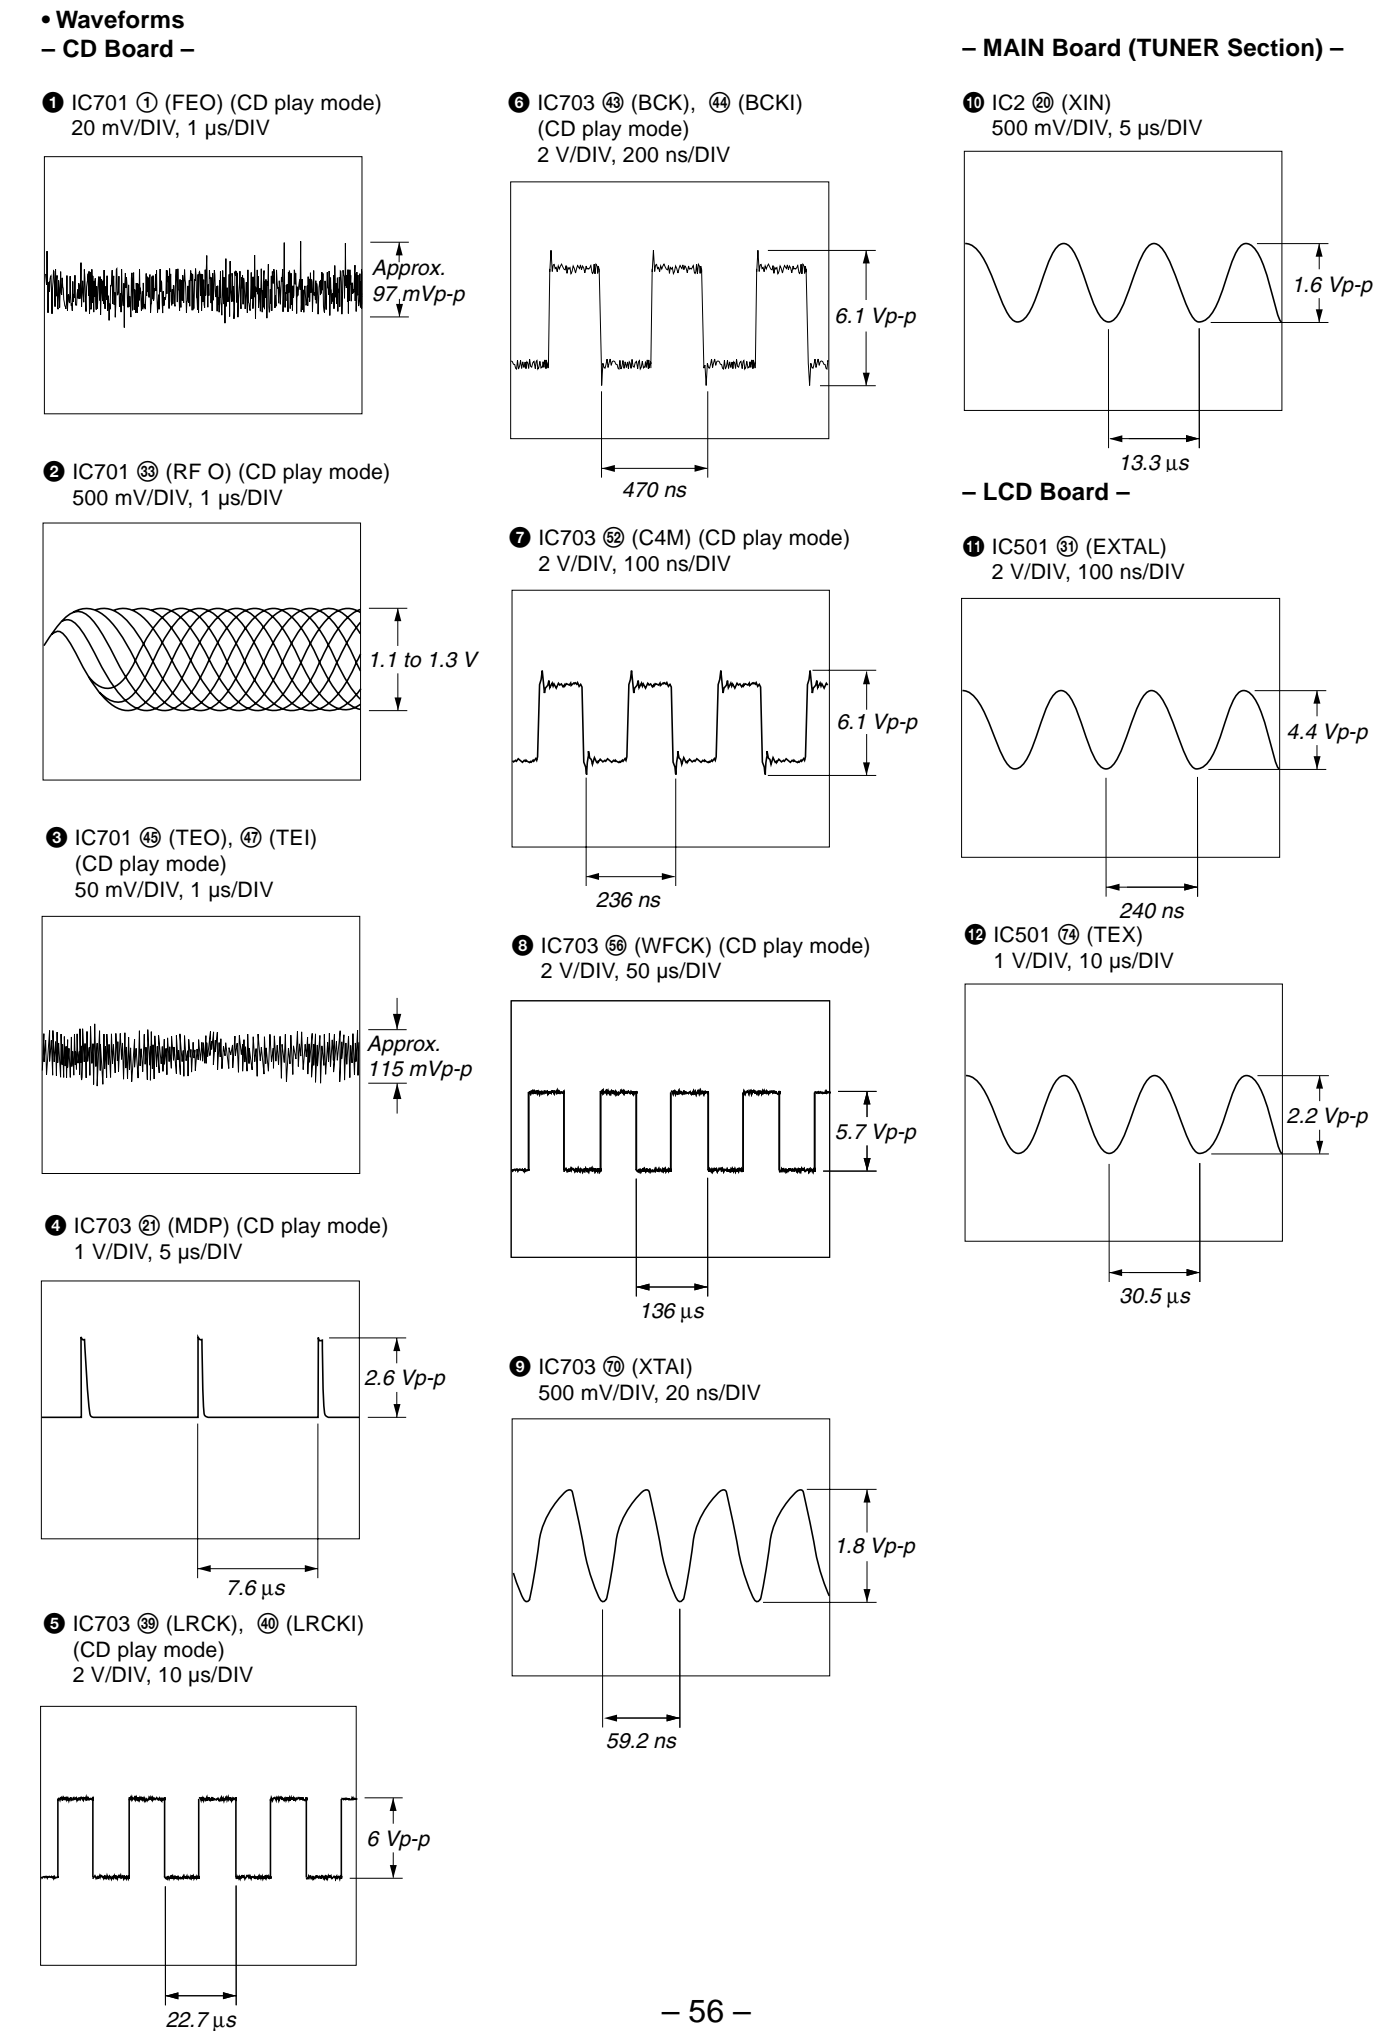 • Waveforms
– CD Board –
❶ IC701 ① (FEO) (CD play mode)
20 mV/DIV, 1 µs/DIV
Approx.
97 mVp-p
❷ IC701 ㉝ (RF O) (CD play mode)
500 mV/DIV, 1 µs/DIV
1.1 to 1.3 V
❸ IC701 ㊺ (TEO), ㊼ (TEI)
(CD play mode)
50 mV/DIV, 1 µs/DIV
Approx.
115 mVp-p
❹ IC703 ㉑ (MDP) (CD play mode)
1 V/DIV, 5 µs/DIV
2.6 Vp-p
7.6 µs
❺ IC703 ㊴ (LRCK), ㊵ (LRCKI)
(CD play mode)
2 V/DIV, 10 µs/DIV
6 Vp-p
22.7 µs
❻ IC703 ㊸ (BCK), ㊹ (BCKI)
(CD play mode)
2 V/DIV, 200 ns/DIV
6.1 Vp-p
470 ns
❼ IC703 52 (C4M) (CD play mode)
2 V/DIV, 100 ns/DIV
6.1 Vp-p
236 ns
❽ IC703 56 (WFCK) (CD play mode)
2 V/DIV, 50 µs/DIV
5.7 Vp-p
136 µs
❾ IC703 70 (XTAI)
500 mV/DIV, 20 ns/DIV
1.8 Vp-p
59.2 ns
– MAIN Board (TUNER Section) –
❿ IC2 ⑳ (XIN)
500 mV/DIV, 5 µs/DIV
1.6 Vp-p
13.3 µs
– LCD Board –
⓫ IC501 ㉛ (EXTAL)
2 V/DIV, 100 ns/DIV
4.4 Vp-p
240 ns
⓬ IC501 74 (TEX)
1 V/DIV, 10 µs/DIV
2.2 Vp-p
30.5 µs
– 56 –